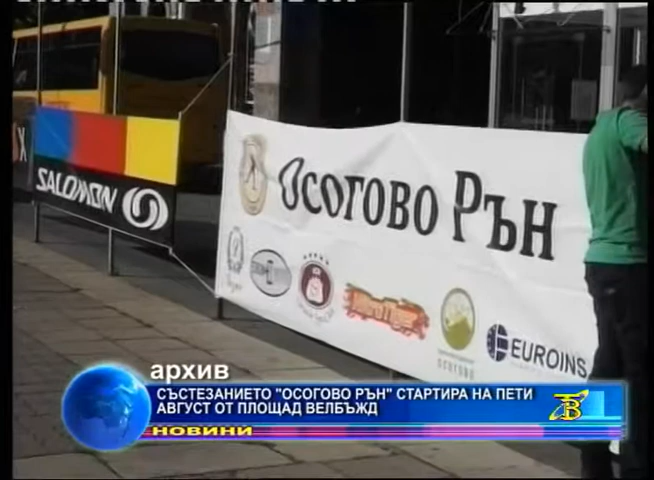 SALOMON
Осогово Рън
EUROINS
архив
СЪСТЕЗАНИЕТО "ОСОГОВО РЪН" СТАРТИРА НА ПЕТИ
АВГУСТ ОТ ПЛОЩАД ВЕЛБЪЖД
НОВИНИ